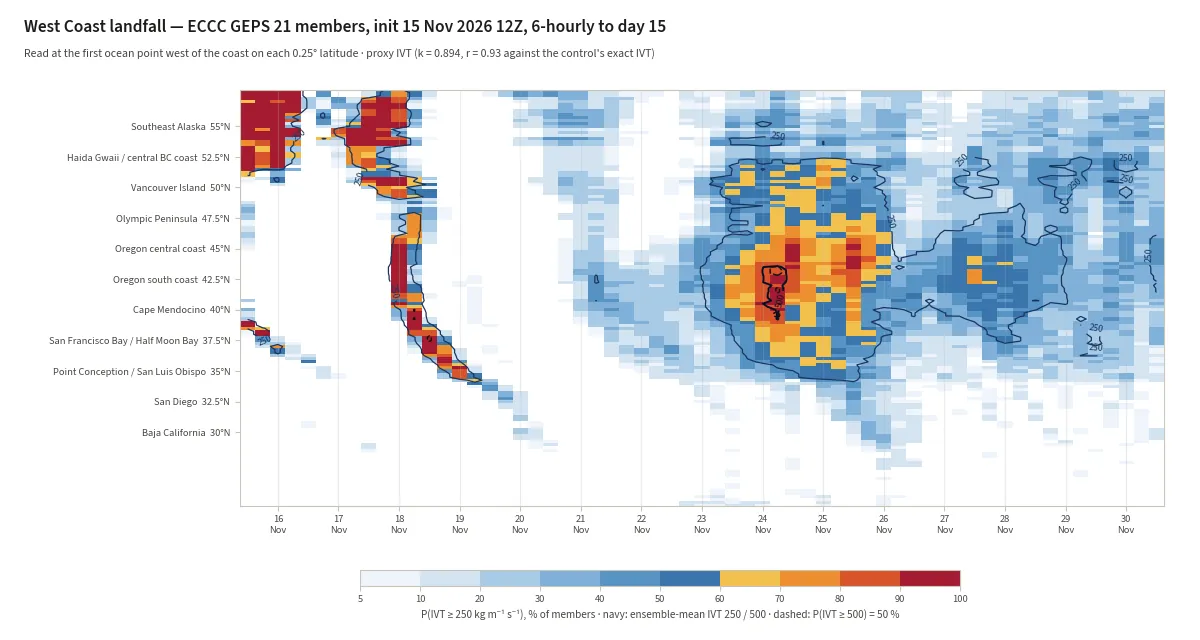 West Coast landfall — ECCC GEPS 21 members, init 15 Nov 2026 12Z, 6-hourly to day 15
Read at the first ocean point west of the coast on each 0.25° latitude · proxy IVT (k = 0.894, r = 0.93 against the control's exact IVT)
250
Southeast Alaska 55°N
250
Haida Gwaii / central BC coast 52.5°N
250
250
250
250
250
Vancouver Island 50°N
Olympic Peninsula 47.5°N
250
Oregon central coast 45°N
250
Oregon south coast 42.5°N
500
Cape Mendocino 40°N
250
San Francisco Bay / Half Moon Bay 37.5°N
250
250
Point Conception / San Luis Obispo 35°N
San Diego 32.5°N
Baja California 30°N
16 17 18 19 20 21 22 23 24 25 26 27 28 29 30
Nov Nov Nov Nov Nov Nov Nov Nov Nov Nov Nov Nov Nov Nov Nov
5 10 20 30 40 50 60 70 80 90 100
P(IVT ≥ 250 kg m⁻¹ s⁻¹), % of members · navy: ensemble-mean IVT 250 / 500 · dashed: P(IVT ≥ 500) = 50 %